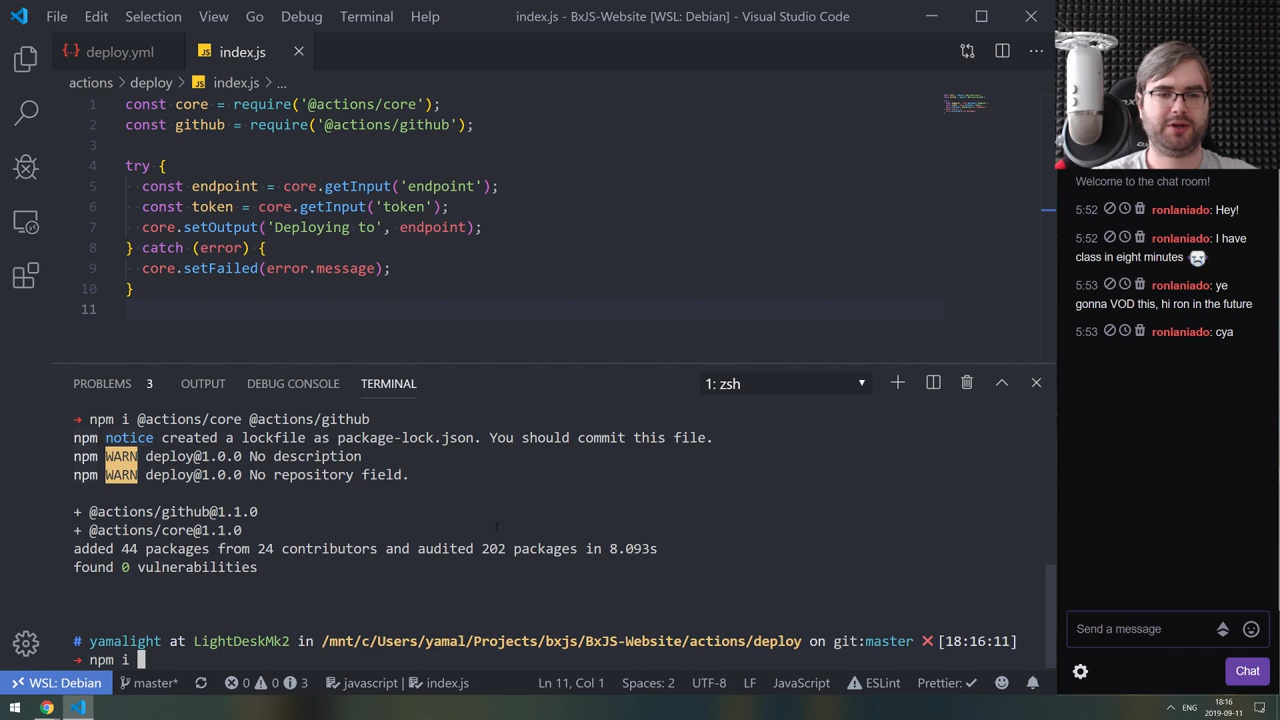 File Edit Selection View Go Debug Terminal Help
index.js - BxJS-Website [WSL: Debian] - Visual Studio Code
deploy.yml
JS index.js
actions > deploy > JS index.js > ...
1 const core = require('@actions/core');
2 const github = require('@actions/github');
3
4 try {
5 const endpoint = core.getInput('endpoint');
6 const token = core.getInput('token');
7 core.setOutput('Deploying to', endpoint);
8 } catch (error) {
9 core.setFailed(error.message);
10 }
11
PROBLEMS 3 OUTPUT DEBUG CONSOLE TERMINAL
1: zsh
→ npm i @actions/core @actions/github
npm notice created a lockfile as package-lock.json. You should commit this file.
npm WARN deploy@1.0.0 No description
npm WARN deploy@1.0.0 No repository field.
+ @actions/github@1.1.0
+ @actions/core@1.1.0
added 44 packages from 24 contributors and audited 202 packages in 8.093s
found 0 vulnerabilities
# yamalight at LightDeskMk2 in /mnt/c/Users/yamal/Projects/bxjs/BxJS-Website/actions/deploy on git:master ✗ [18:16:11]
→ npm i
WSL: Debian master* 0 0 3 javascript | index.js Ln 11, Col 1 Spaces: 2 UTF-8 LF JavaScript ESLint Prettier: ✓
Welcome to the chat room!
5:52 ronlaniado: Hey!
5:52 ronlaniado: I have
class in eight minutes
5:53 ronlaniado: ye
gonna VOD this, hi ron in the future
5:53 ronlaniado: cya
Send a message
Chat
ENG
18:16
2019-09-11